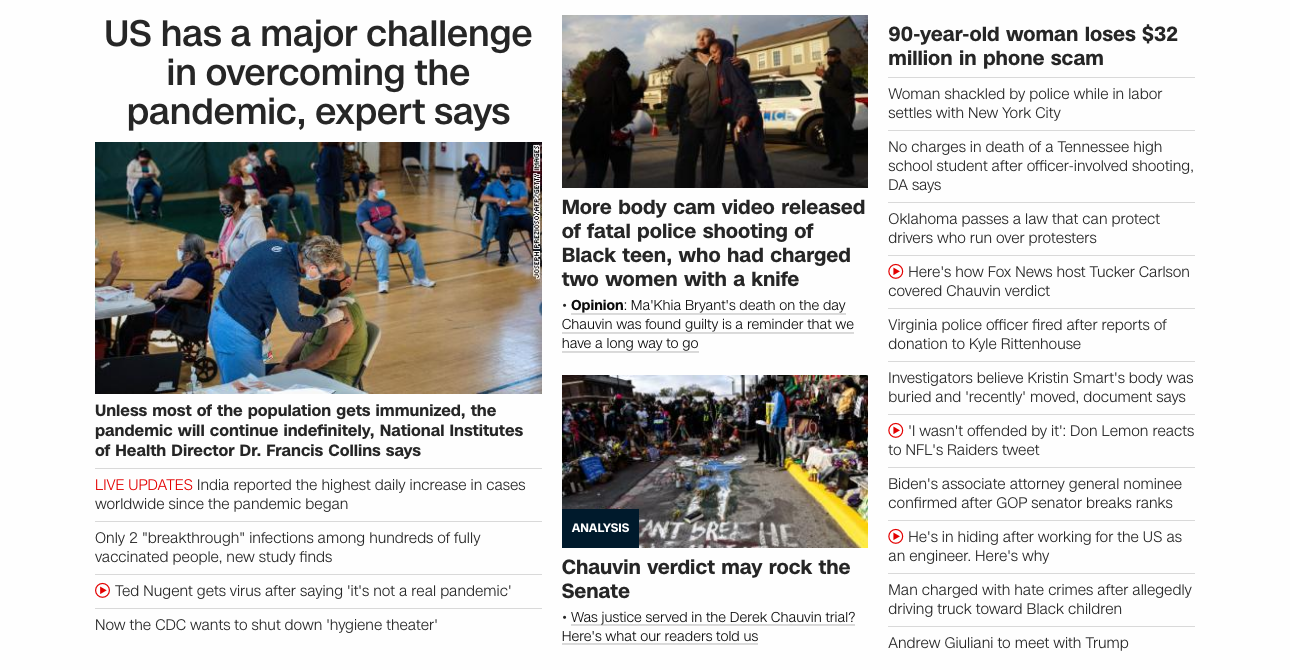 US has a major challenge
in overcoming the
pandemic, expert says
JOSEPH PREZIOSO/AFP/GETTY IMAGES
Unless most of the population gets immunized, the
pandemic will continue indefinitely, National Institutes
of Health Director Dr. Francis Collins says
LIVE UPDATES India reported the highest daily increase in cases
worldwide since the pandemic began
Only 2 "breakthrough" infections among hundreds of fully
vaccinated people, new study finds
Ted Nugent gets virus after saying 'it's not a real pandemic'
Now the CDC wants to shut down 'hygiene theater'
More body cam video released
of fatal police shooting of
Black teen, who had charged
two women with a knife
• Opinion: Ma'Khia Bryant's death on the day
Chauvin was found guilty is a reminder that we
have a long way to go
ANALYSIS
Chauvin verdict may rock the
Senate
• Was justice served in the Derek Chauvin trial?
Here's what our readers told us
90-year-old woman loses $32
million in phone scam
Woman shackled by police while in labor
settles with New York City
No charges in death of a Tennessee high
school student after officer-involved shooting,
DA says
Oklahoma passes a law that can protect
drivers who run over protesters
Here's how Fox News host Tucker Carlson
covered Chauvin verdict
Virginia police officer fired after reports of
donation to Kyle Rittenhouse
Investigators believe Kristin Smart's body was
buried and 'recently' moved, document says
'I wasn't offended by it': Don Lemon reacts
to NFL's Raiders tweet
Biden's associate attorney general nominee
confirmed after GOP senator breaks ranks
He's in hiding after working for the US as
an engineer. Here's why
Man charged with hate crimes after allegedly
driving truck toward Black children
Andrew Giuliani to meet with Trump